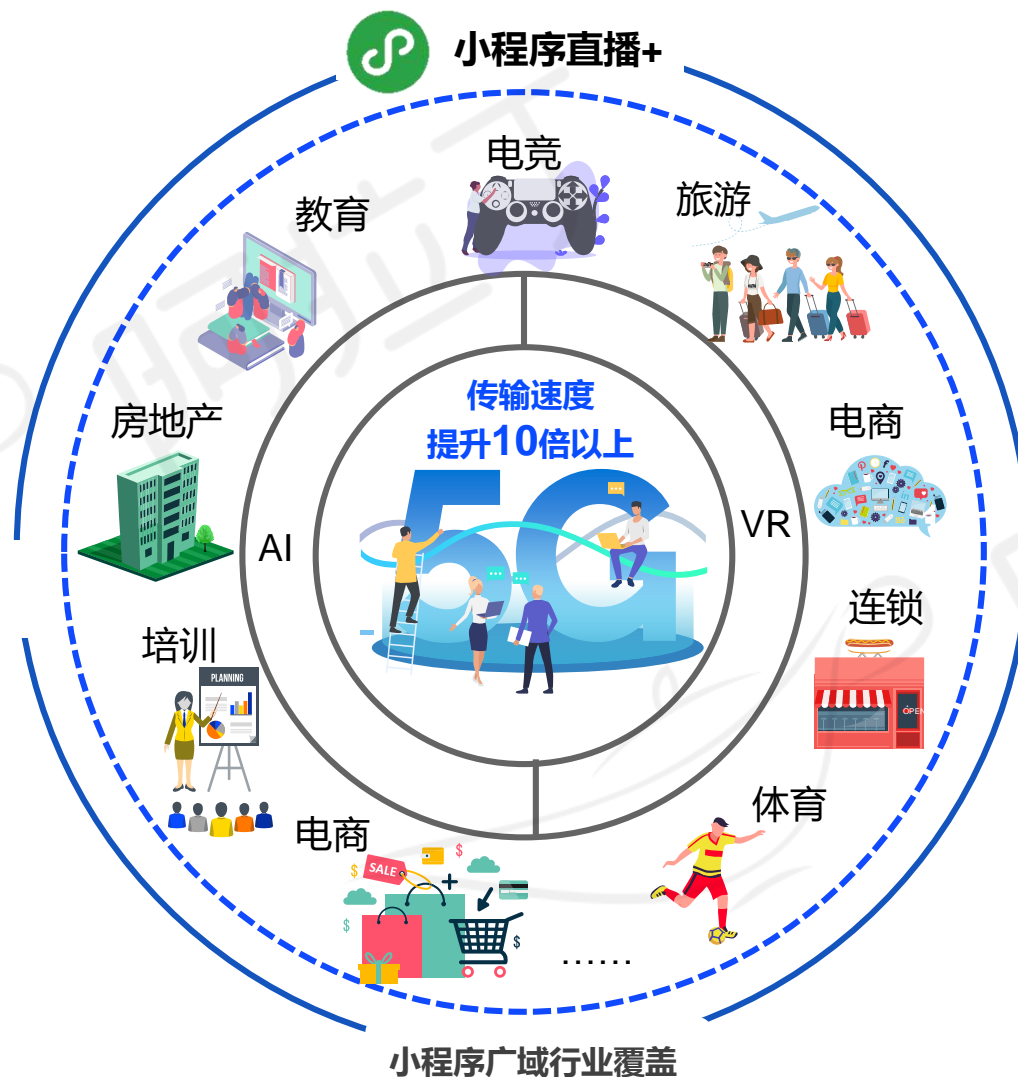 小程序直播+
电竞
教育
旅游
传输速度
提升10倍以上
5G
房地产
电商
AI
VR
连锁
OPEN
培训
PLANNING
体育
电商
SALE
$
$
$
$
$
......
小程序广域行业覆盖